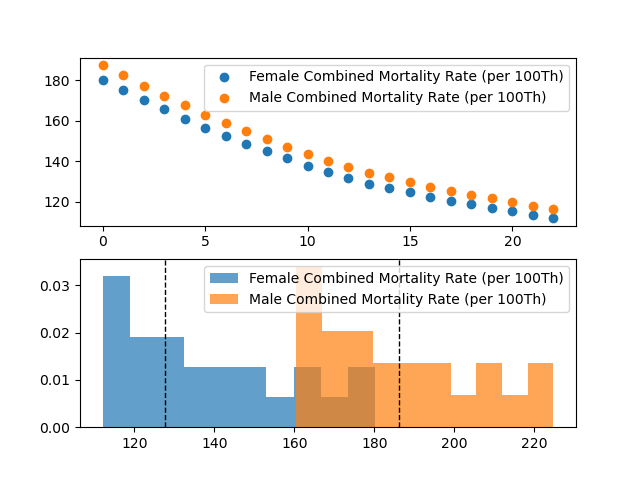 180
160
140
120
Female Combined Mortality Rate (per 100Th)
Male Combined Mortality Rate (per 100Th)
0 5 10 15 20
0.03
0.02
0.01
0.00
Female Combined Mortality Rate (per 100Th)
Male Combined Mortality Rate (per 100Th)
120 140 160 180 200 220